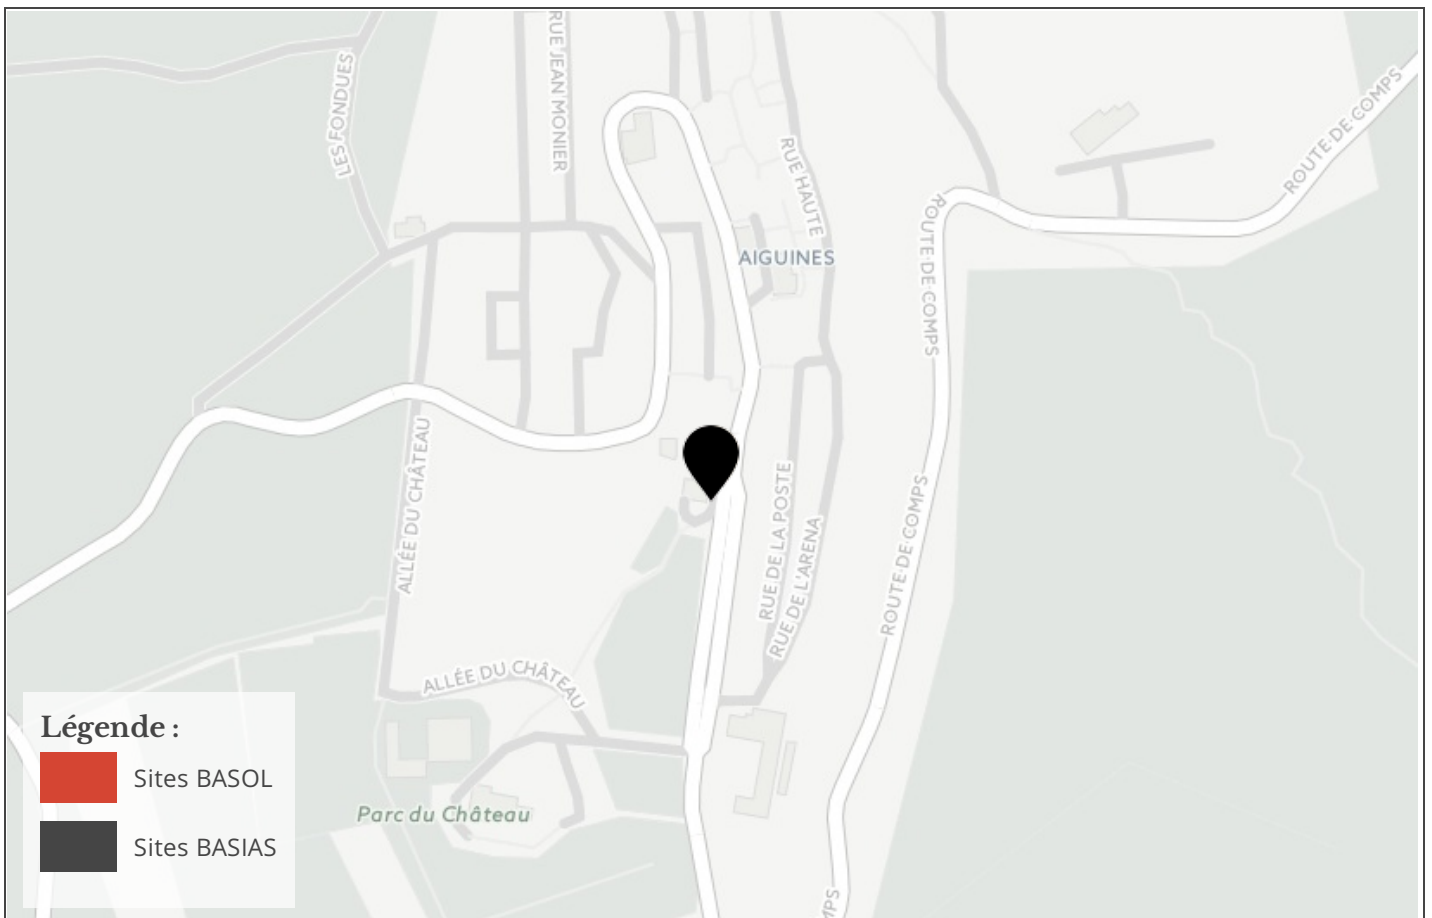 RUE JEAN MONIER
LES FONDUES
ROUTE DE COMPS
RUE HAUTE
ROUTE DE COMPS
AIGUINES
ALLÉE DU CHÂTEAU
RUE DE LA POSTE
RUE DE L'ARENA
ROUTE DE COMPS
ALLÉE DU CHÂTEAU
Parc du Château
MPS
Légende :
Sites BASOL
Sites BASIAS